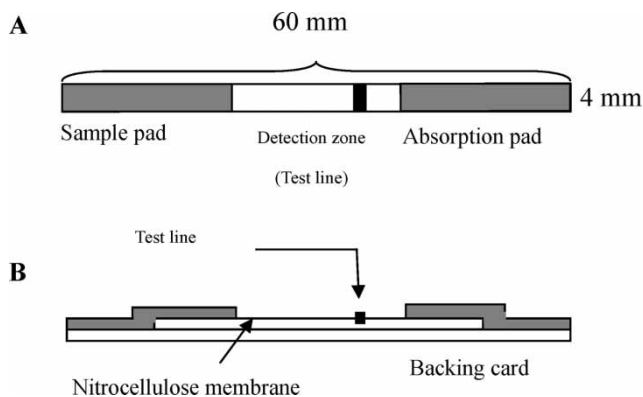 A
60 mm
4 mm
Sample pad
Detection zone
Absorption pad
(Test line)
Test line
B
Backing card
Nitrocellulose membrane